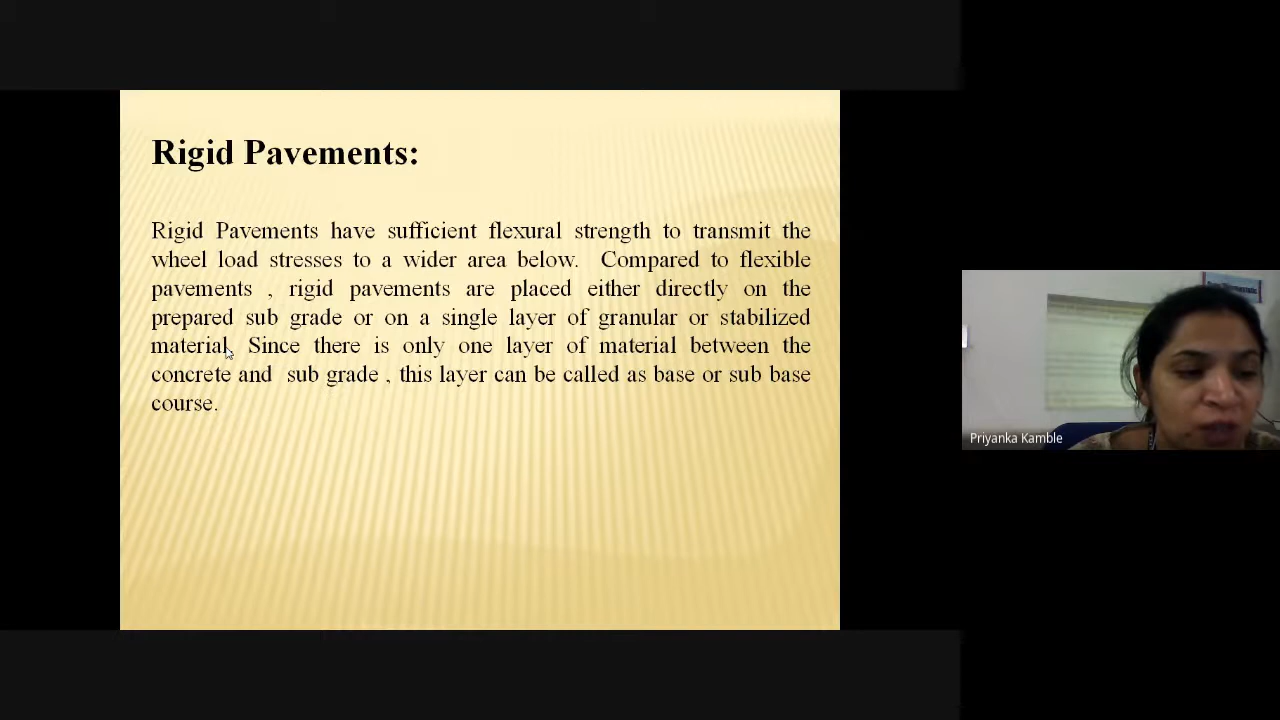 Rigid Pavements:
Rigid Pavements have sufficient flexural strength to transmit the
wheel load stresses to a wider area below. Compared to flexible
pavements , rigid pavements are placed either directly on the
prepared sub grade or on a single layer of granular or stabilized
material. Since there is only one layer of material between the
concrete and sub grade , this layer can be called as base or sub base
course.
Priyanka Kamble